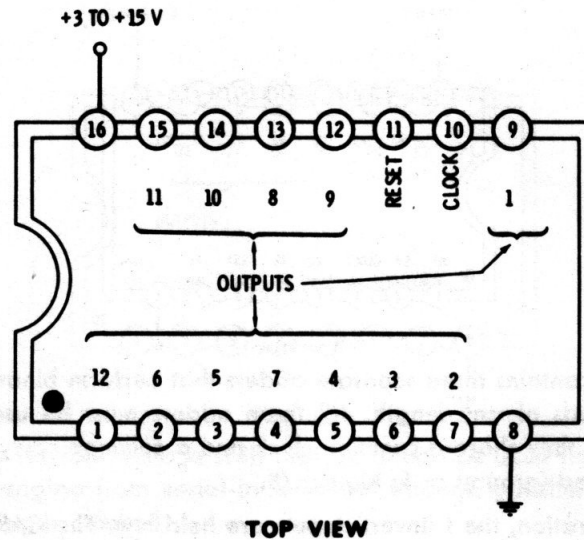 +3 TO +15 V
16 15 14 13 12 11 10 9
RESET CLOCK
11 10 8 9 1
OUTPUTS
12 6 5 7 4 3 2
1 2 3 4 5 6 7 8
TOP VIEW